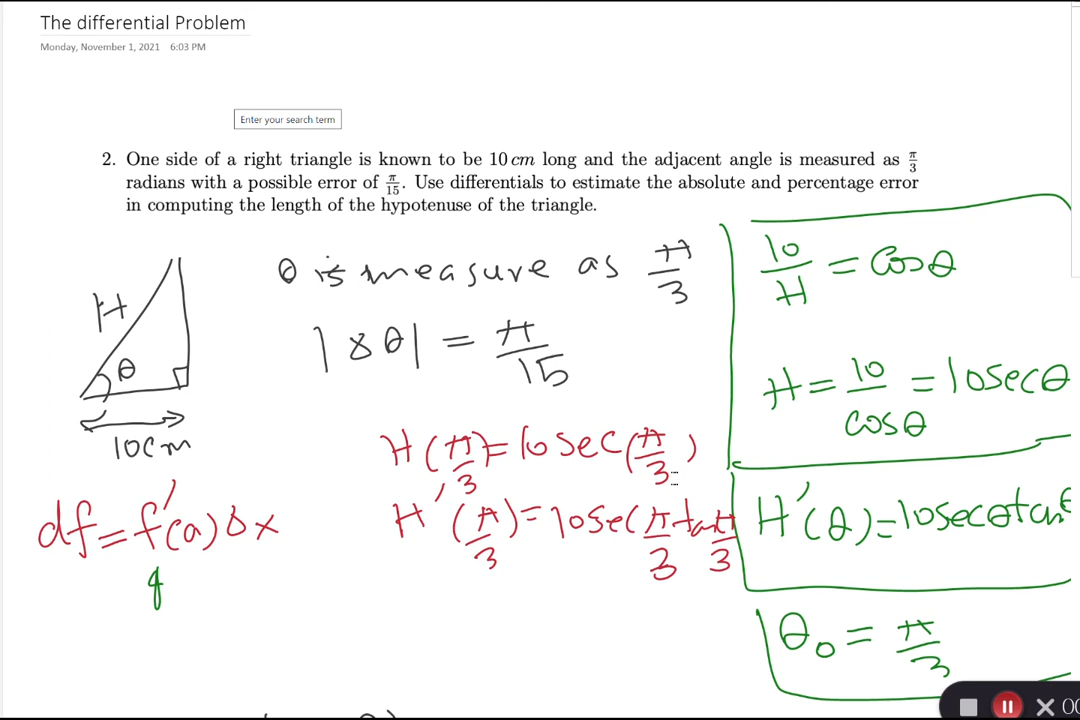 The differential Problem
Monday, November 1, 2021 6:03 PM
Enter your search term
2. One side of a right triangle is known to be 10 cm long and the adjacent angle is measured as π/3
radians with a possible error of π/15. Use differentials to estimate the absolute and percentage error
in computing the length of the hypotenuse of the triangle.
H
θ
10cm
θ is measure as π/3
|δθ| = π/15
10/H = Cosθ
H = 10/cosθ = 10secθ
H(π/3) = 10 sec(π/3)
H'(π/3) = 10sec(π/3 tan π/3
df = f'(a) δx
H'(θ) = 10secθtanθ
θ₀ = π/3